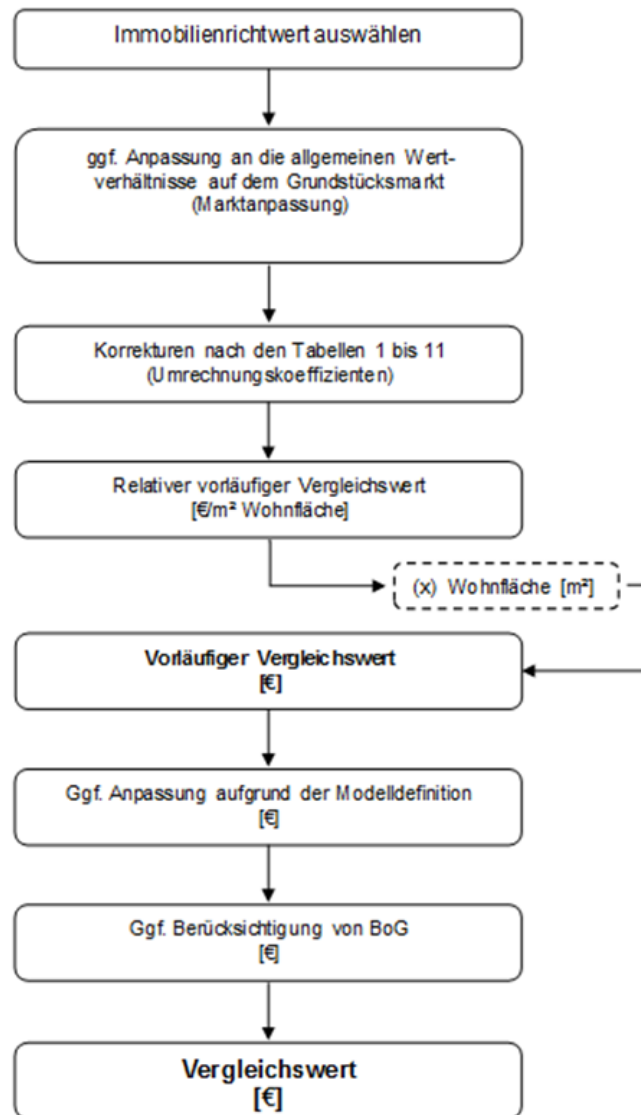 Immobilienrichtwert auswählen
ggf. Anpassung an die allgemeinen Wert-
verhältnisse auf dem Grundstücksmarkt
(Marktanpassung)
Korrekturen nach den Tabellen 1 bis 11
(Umrechnungskoeffizienten)
Relativer vorläufiger Vergleichswert
[€/m² Wohnfläche]
(x) Wohnfläche [m²]
Vorläufiger Vergleichswert
[€]
Ggf. Anpassung aufgrund der Modelldefinition
[€]
Ggf. Berücksichtigung von BoG
[€]
Vergleichswert
[€]